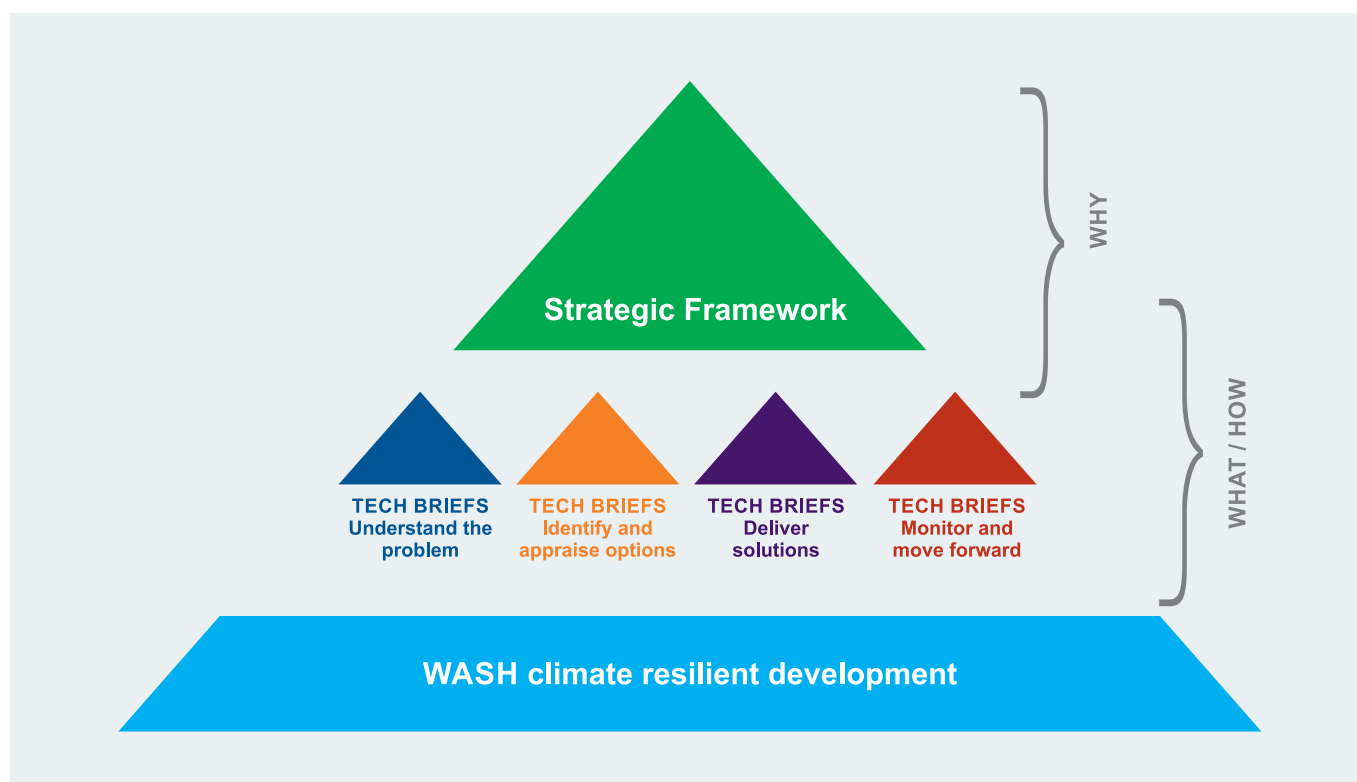 WHY
Strategic Framework
WHAT / HOW
TECH BRIEFS
Understand the
problem
TECH BRIEFS
Identify and
appraise options
TECH BRIEFS
Deliver
solutions
TECH BRIEFS
Monitor and
move forward
WASH climate resilient development